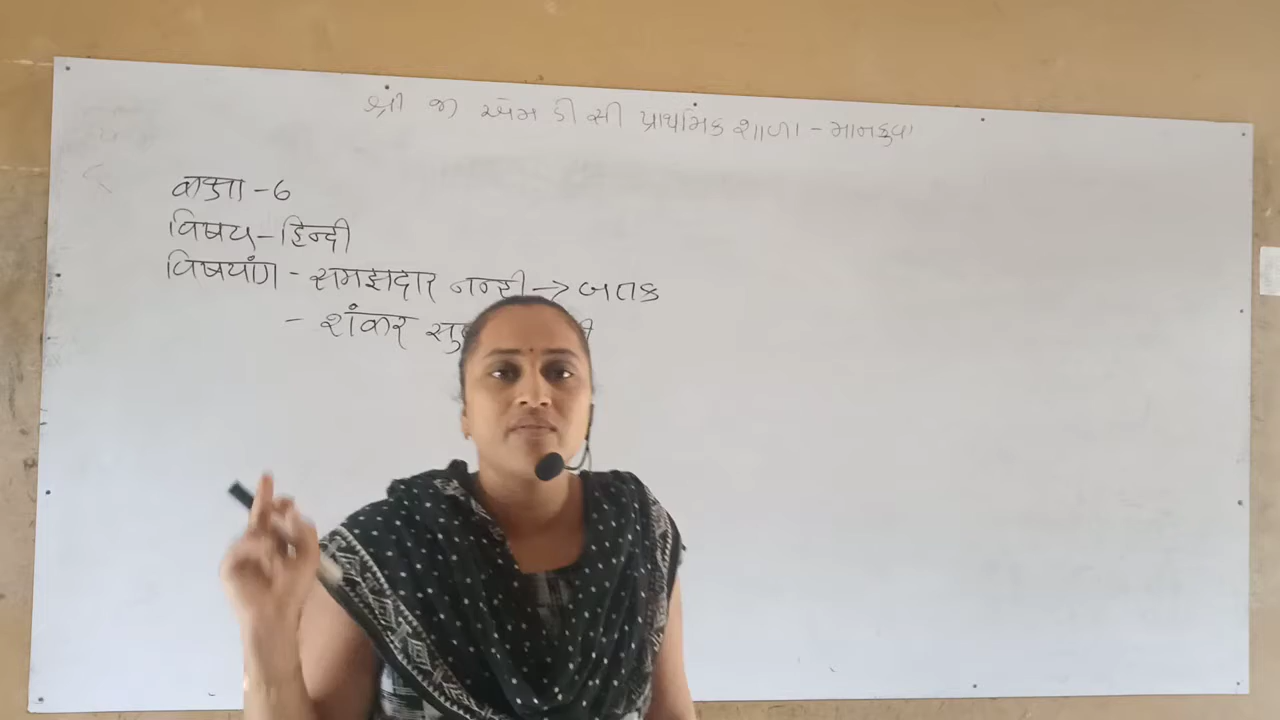 શ્રી જી એમ ડી સી પ્રાથમિક શાળા - માનકુવા
कक्षा - 6
विषय - हिन्दी
विषयांग - समझदार नन्ही → बतक
- शंकर